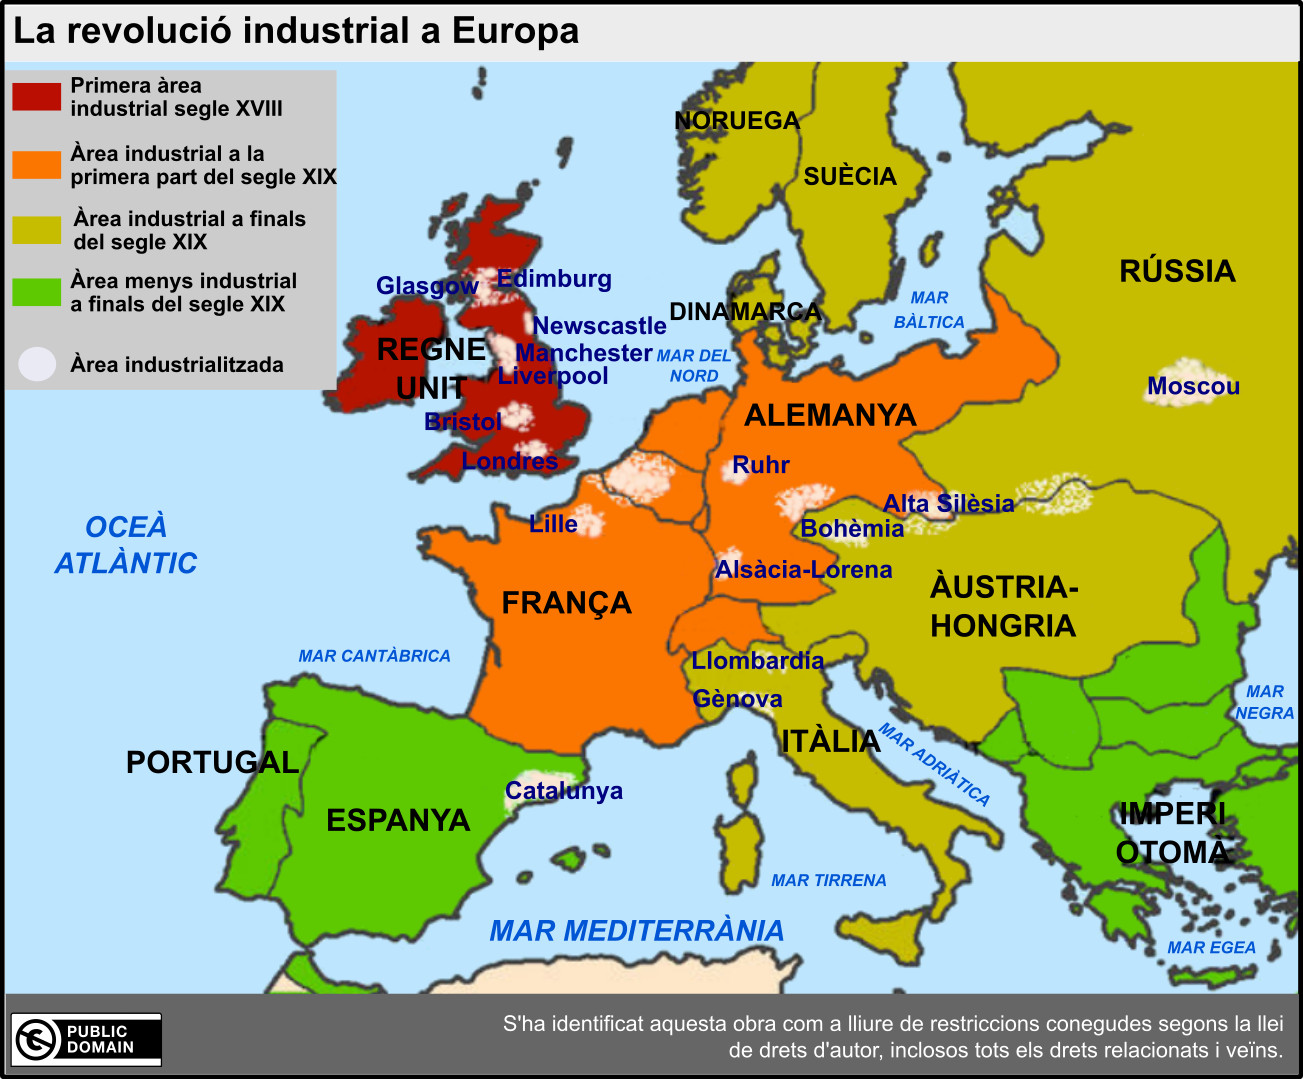 La revolució industrial a Europa
Primera àrea
industrial segle XVIII
Àrea industrial a la
primera part del segle XIX
Àrea industrial a finals
del segle XIX
Àrea menys industrial
a finals del segle XIX
Àrea industrialitzada
NORUEGA
SUÈCIA
RÚSSIA
Glasgow
Edimburg
DINAMARCA
MAR
BÀLTICA
Newscastle
REGNE
UNIT
Manchester
Liverpool
MAR DEL
NORD
Moscou
Bristol
ALEMANYA
Londres
Ruhr
Alta Silèsia
Lille
Bohèmia
OCEÀ
ATLÀNTIC
Alsàcia-Lorena
FRANÇA
ÀUSTRIA-
HONGRIA
MAR CANTÀBRICA
Llombardia
Gènova
MAR
NEGRA
ITÀLIA
MAR ADRIÀTICA
PORTUGAL
Catalunya
ESPANYA
IMPERI
OTOMÀ
MAR TIRRENA
MAR MEDITERRÀNIA
MAR EGEA
PUBLIC
DOMAIN
S'ha identificat aquesta obra com a lliure de restriccions conegudes segons la llei
de drets d'autor, inclosos tots els drets relacionats i veïns.